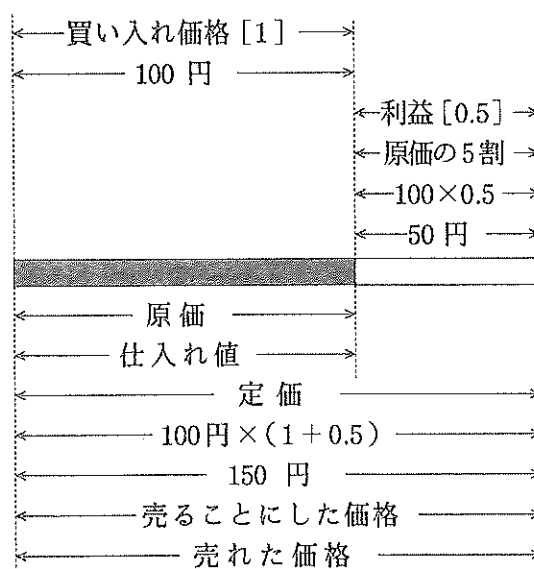 買い入れ価格[1]
100 円
利益[0.5]
原価の5割
100×0.5
50 円
原価
仕入れ値
定価
100円×(1+0.5)
150 円
売ることにした価格
売れた価格